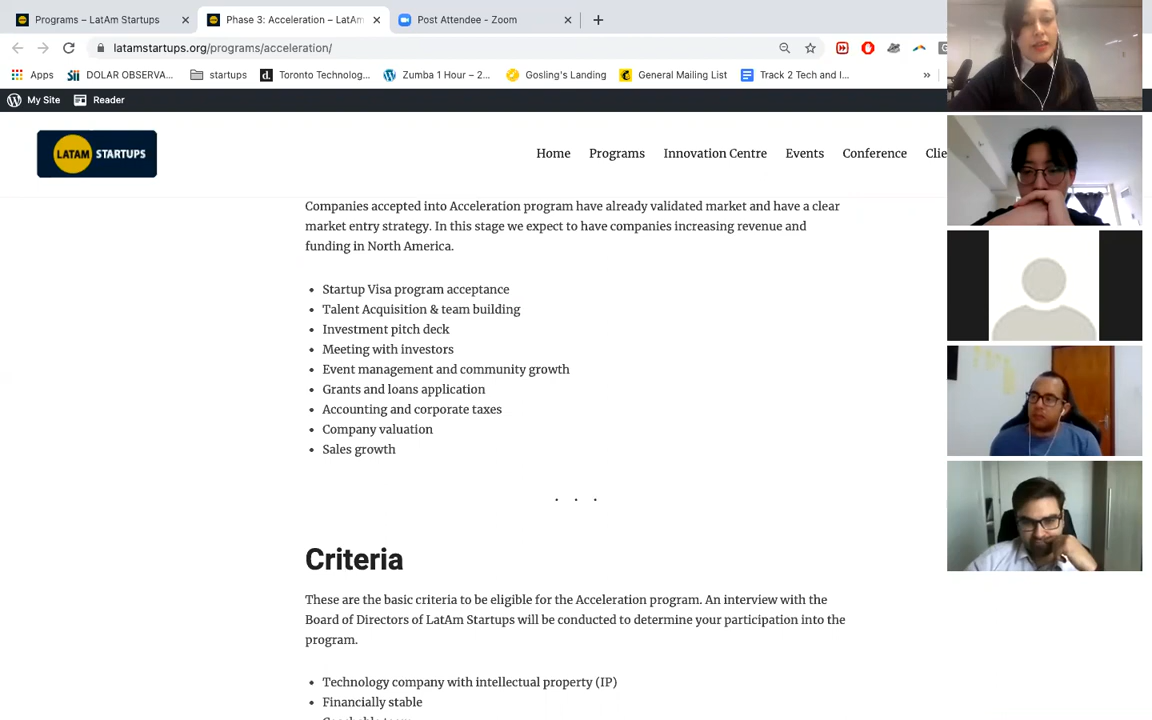 Programs – LatAm Startups
Phase 3: Acceleration – LatAm
Post Attendee - Zoom
latamstartups.org/programs/acceleration/
Apps
DOLAR OBSERVA...
startups
Toronto Technolog...
Zumba 1 Hour – 2...
Gosling's Landing
General Mailing List
Track 2 Tech and I...
My Site
Reader
LATAM STARTUPS
Home
Programs
Innovation Centre
Events
Conference
Clie
Companies accepted into Acceleration program have already validated market and have a clear
market entry strategy. In this stage we expect to have companies increasing revenue and
funding in North America.
• Startup Visa program acceptance
• Talent Acquisition & team building
• Investment pitch deck
• Meeting with investors
• Event management and community growth
• Grants and loans application
• Accounting and corporate taxes
• Company valuation
• Sales growth
. . .
Criteria
These are the basic criteria to be eligible for the Acceleration program. An interview with the
Board of Directors of LatAm Startups will be conducted to determine your participation into the
program.
• Technology company with intellectual property (IP)
• Financially stable